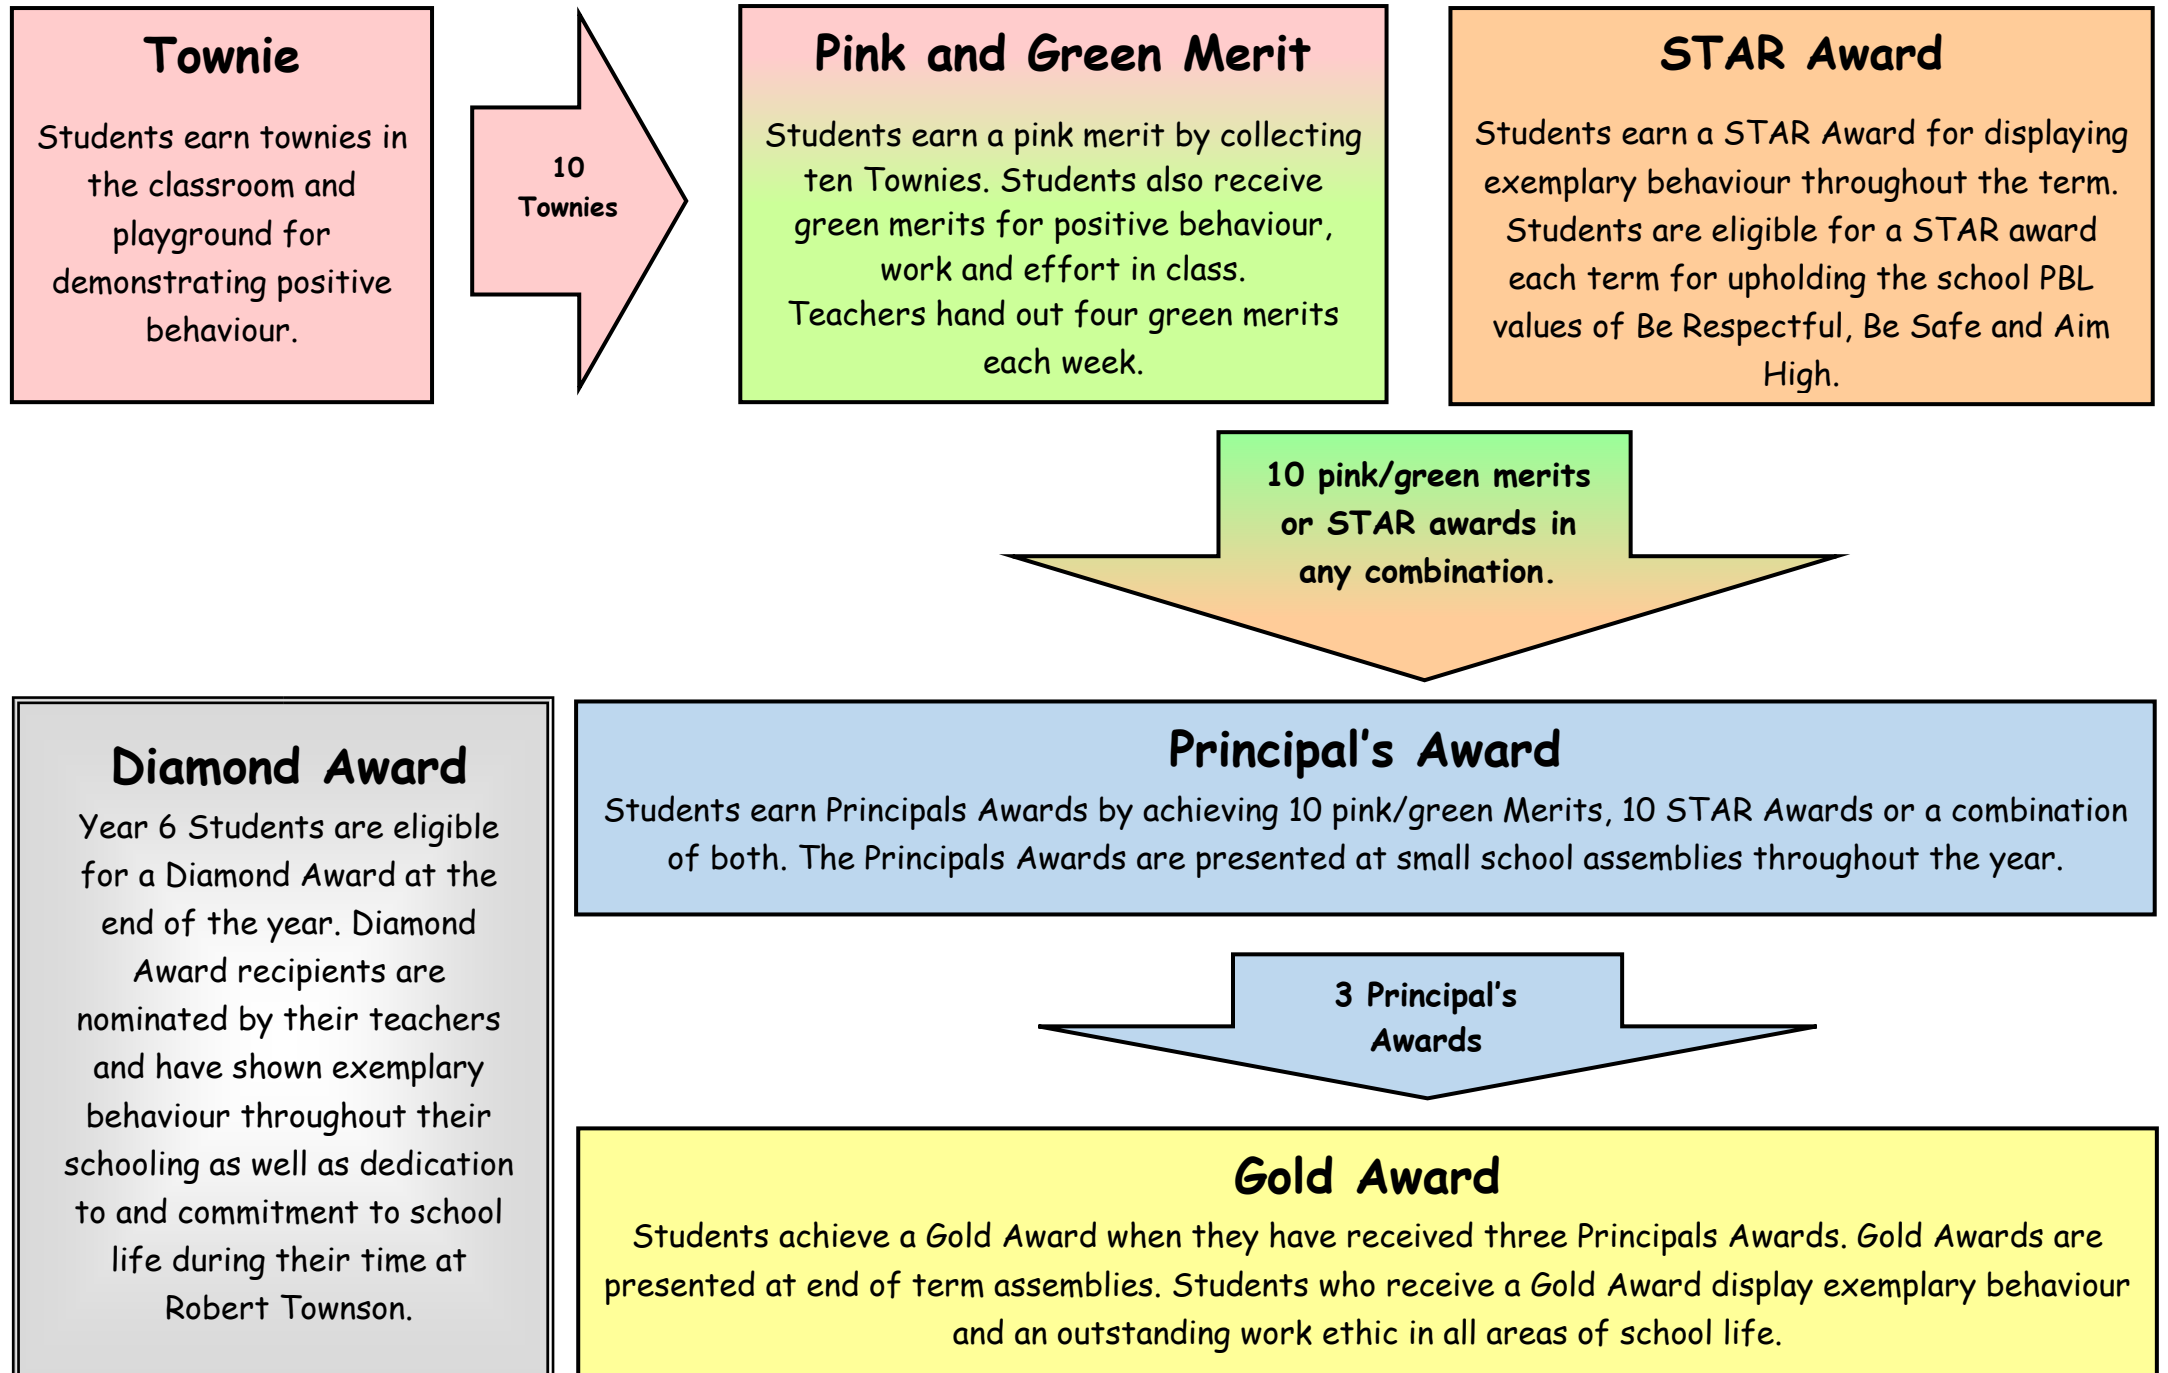 Townie
Students earn townies in
the classroom and
playground for
demonstrating positive
behaviour.
10
Townies
Pink and Green Merit
Students earn a pink merit by collecting
ten Townies. Students also receive
green merits for positive behaviour,
work and effort in class.
Teachers hand out four green merits
each week.
STAR Award
Students earn a STAR Award for displaying
exemplary behaviour throughout the term.
Students are eligible for a STAR award
each term for upholding the school PBL
values of Be Respectful, Be Safe and Aim
High.
10 pink/green merits
or STAR awards in
any combination.
Diamond Award
Year 6 Students are eligible
for a Diamond Award at the
end of the year. Diamond
Award recipients are
nominated by their teachers
and have shown exemplary
behaviour throughout their
schooling as well as dedication
to and commitment to school
life during their time at
Robert Townson.
Principal's Award
Students earn Principals Awards by achieving 10 pink/green Merits, 10 STAR Awards or a combination
of both. The Principals Awards are presented at small school assemblies throughout the year.
3 Principal's
Awards
Gold Award
Students achieve a Gold Award when they have received three Principals Awards. Gold Awards are
presented at end of term assemblies. Students who receive a Gold Award display exemplary behaviour
and an outstanding work ethic in all areas of school life.